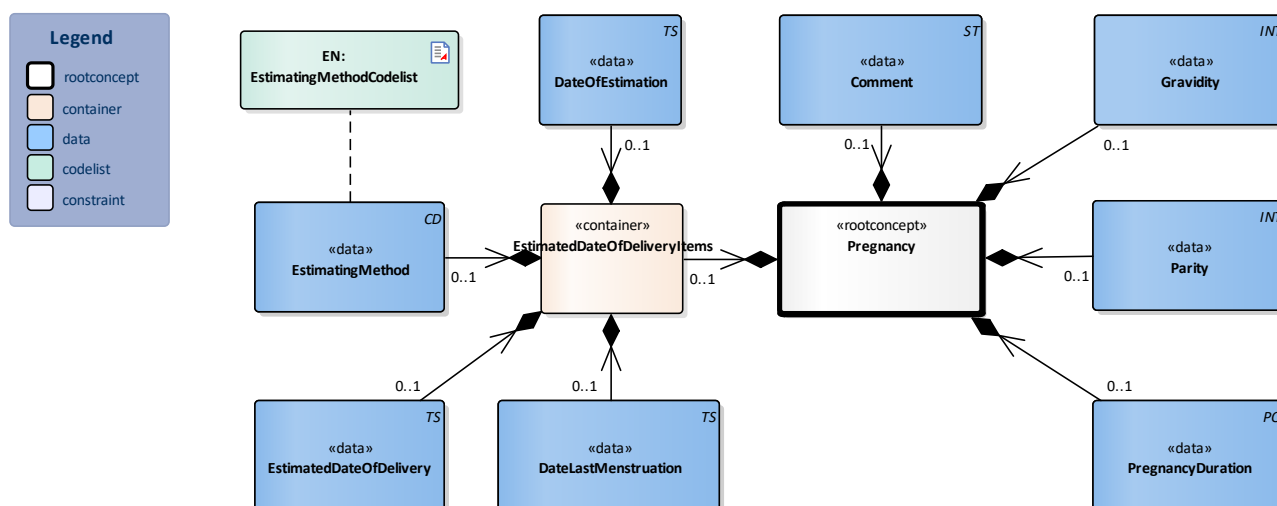 Legend
rootconcept
container
data
codelist
constraint
EN:
EstimatingMethodCodelist
TS
«data»
DateOfEstimation
ST
«data»
Comment
INT
«data»
Gravidity
0..1
0..1
0..1
CD
«data»
EstimatingMethod
0..1
«container»
EstimatedDateOfDeliveryItems
0..1
«rootconcept»
Pregnancy
INT
«data»
Parity
0..1
0..1
0..1
0..1
TS
«data»
EstimatedDateOfDelivery
TS
«data»
DateLastMenstruation
«data»
PregnancyDuration